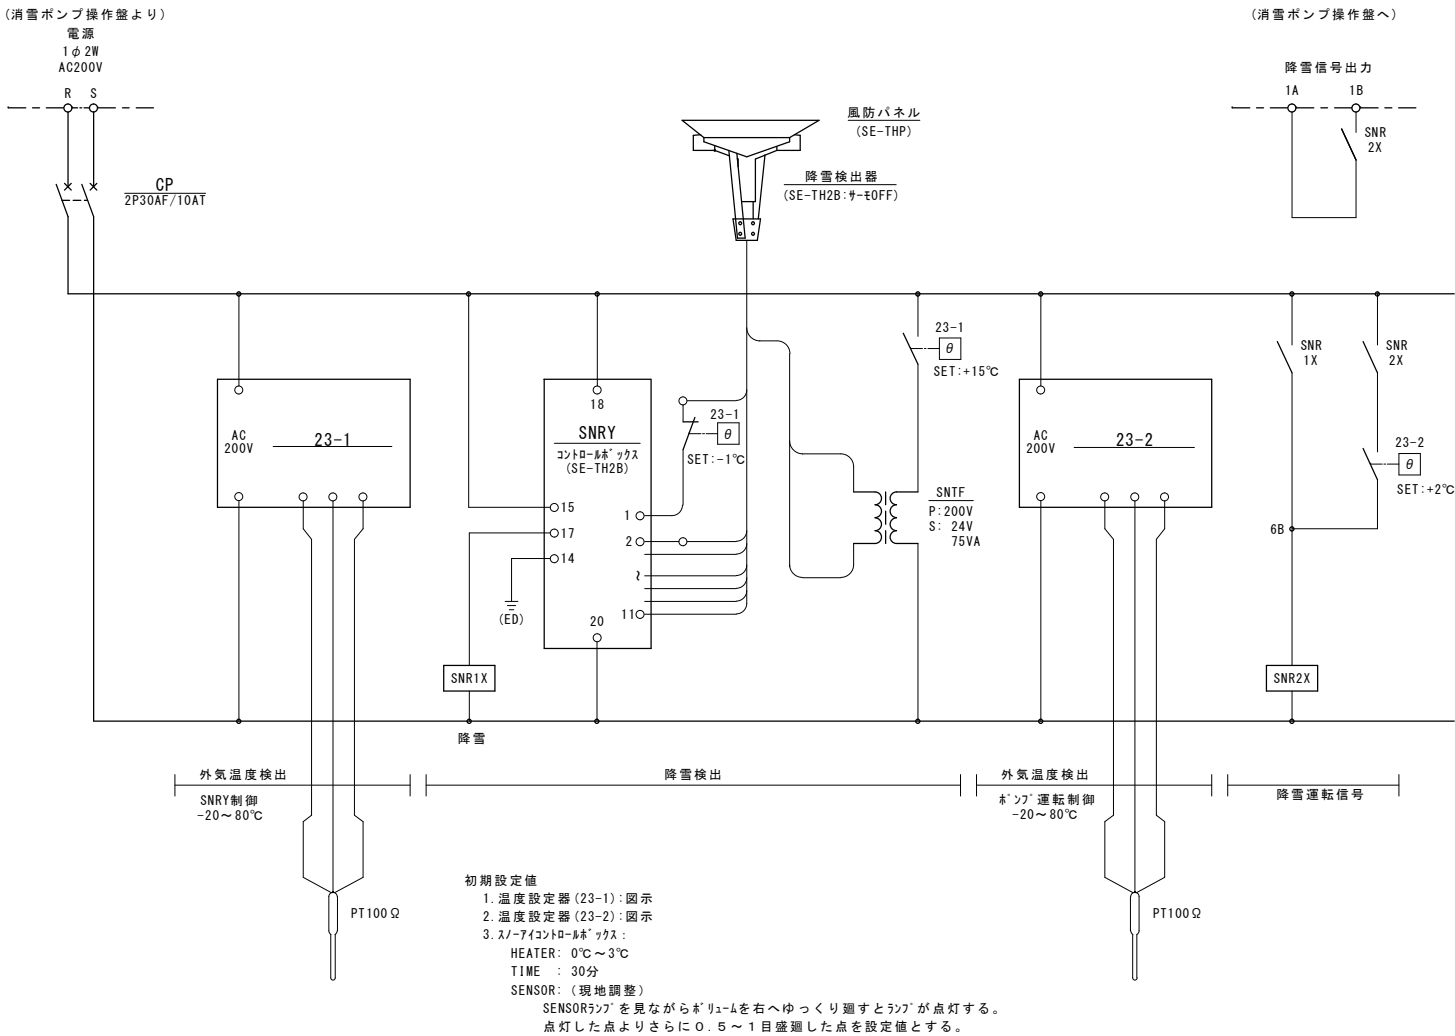 (消雪ポンプ操作盤より)
電源
1φ2W
AC200V
R S
CP
2P30AF/10AT
風防パネル
(SE-THP)
降雪検出器
(SE-TH2B:サーモOFF)
(消雪ポンプ操作盤へ)
降雪信号出力
1A 1B
SNR
2X
23-1
θ
SET:+15℃
AC
200V
23-1
18
SNRY
コントロールボックス
(SE-TH2B)
15
17
14
1
2
~
11
20
(ED)
23-1
θ
SET:-1℃
SNTF
P:200V
S: 24V
75VA
AC
200V
23-2
SNR
1X
SNR
2X
23-2
θ
SET:+2℃
6B
SNR1X
SNR2X
降雪
外気温度検出
SNRY制御
-20~80℃
降雪検出
外気温度検出
ポンプ運転制御
-20~80℃
降雪運転信号
PT100Ω
PT100Ω
初期設定値
1.温度設定器(23-1):図示
2.温度設定器(23-2):図示
3.スノーアイコントロールボックス:
HEATER: 0℃~3℃
TIME : 30分
SENSOR: (現地調整)
SENSORランプを見ながらボリュームを右へゆっくり廻すとランプが点灯する。
点灯した点よりさらに0.5~1目盛廻した点を設定値とする。